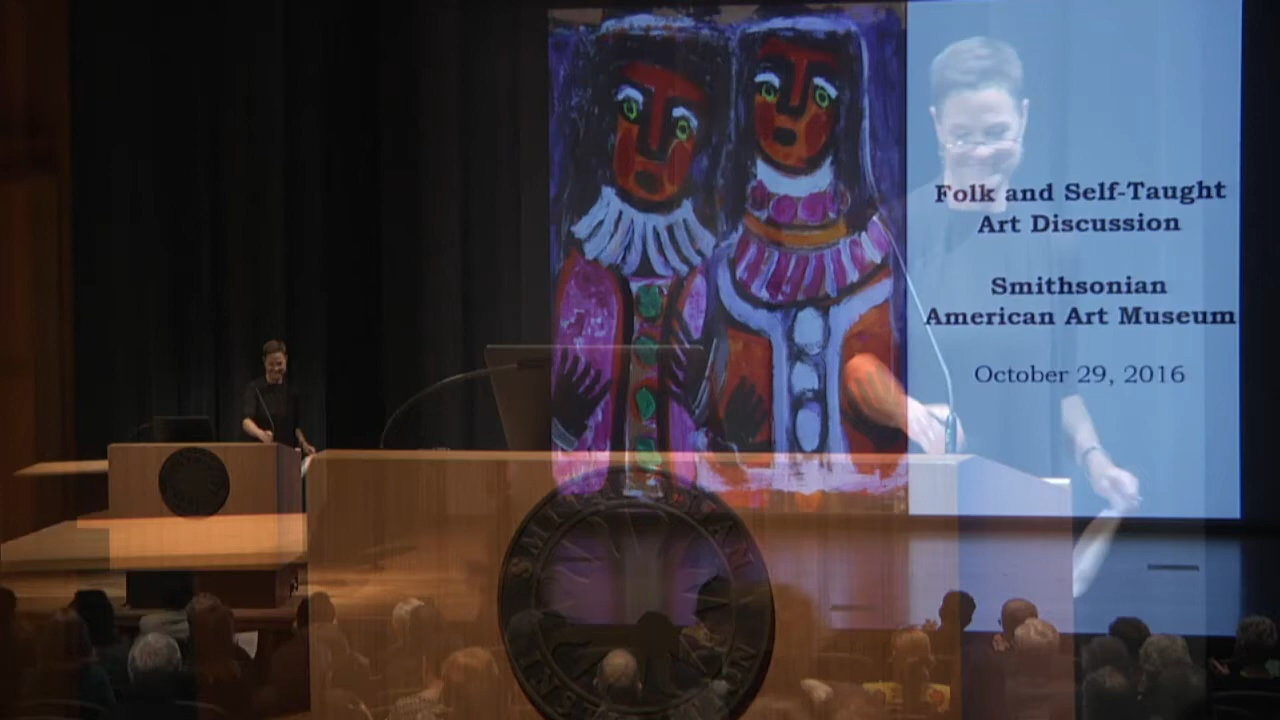 Folk and Self-Taught
Art Discussion
Smithsonian
American Art Museum
October 29, 2016